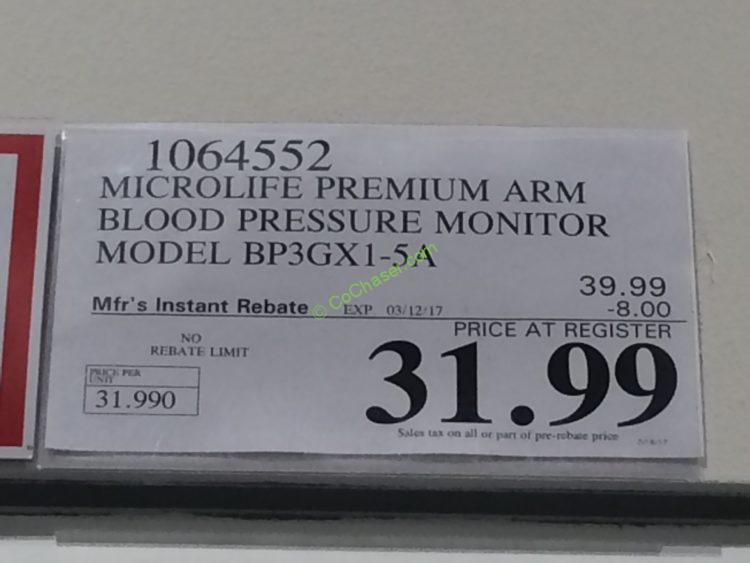 1064552
MICROLIFE PREMIUM ARM
BLOOD PRESSURE MONITOR
MODEL BP3GX1-5A
39.99
Mfr's Instant Rebate EXP 03/12/17 -8.00
© CoChaser.com
PRICE AT REGISTER
NO
REBATE LIMIT
PRICE PER
UNIT
31.990
31.99
Sales tax on all or part of pre-rebate price